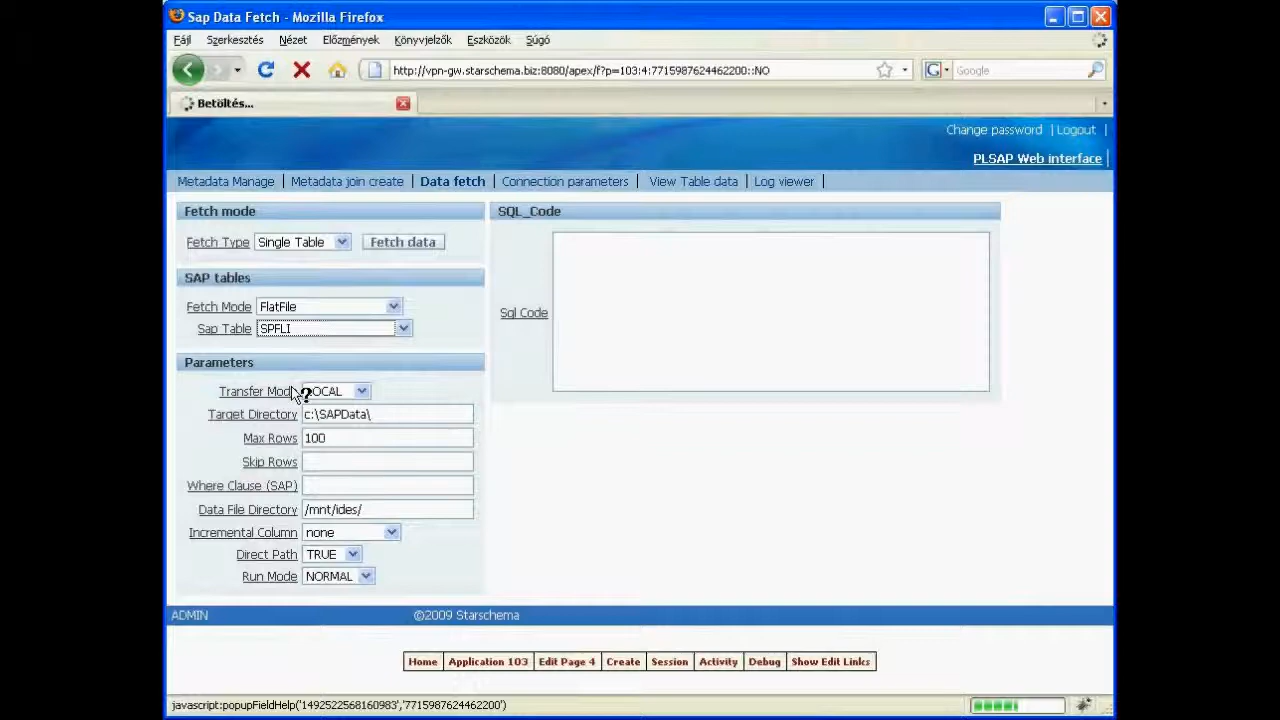 Sap Data Fetch - Mozilla Firefox
Fájl Szerkesztés Nézet Előzmények Könyvjelzők Eszközök Súgó
http://vpn-gw.starschema.biz:8080/apex/f?p=103:4:7715987624462200::NO
Google
Betöltés...
Change password | Logout |
PLSAP Web interface
Metadata Manage | Metadata join create | Data fetch | Connection parameters | View Table data | Log viewer |
Fetch mode
Fetch Type Single Table Fetch data
SAP tables
Fetch Mode FlatFile
Sap Table SPFLI
Parameters
Transfer Mode LOCAL
Target Directory c:\SAPData\
Max Rows 100
Skip Rows
Where Clause (SAP)
Data File Directory /mnt/ides/
Incremental Column none
Direct Path TRUE
Run Mode NORMAL
SQL_Code
Sql Code
ADMIN ©2009 Starschema
Home Application 103 Edit Page 4 Create Session Activity Debug Show Edit Links
javascript:popupFieldHelp('1492522568160393','7715987624462200')